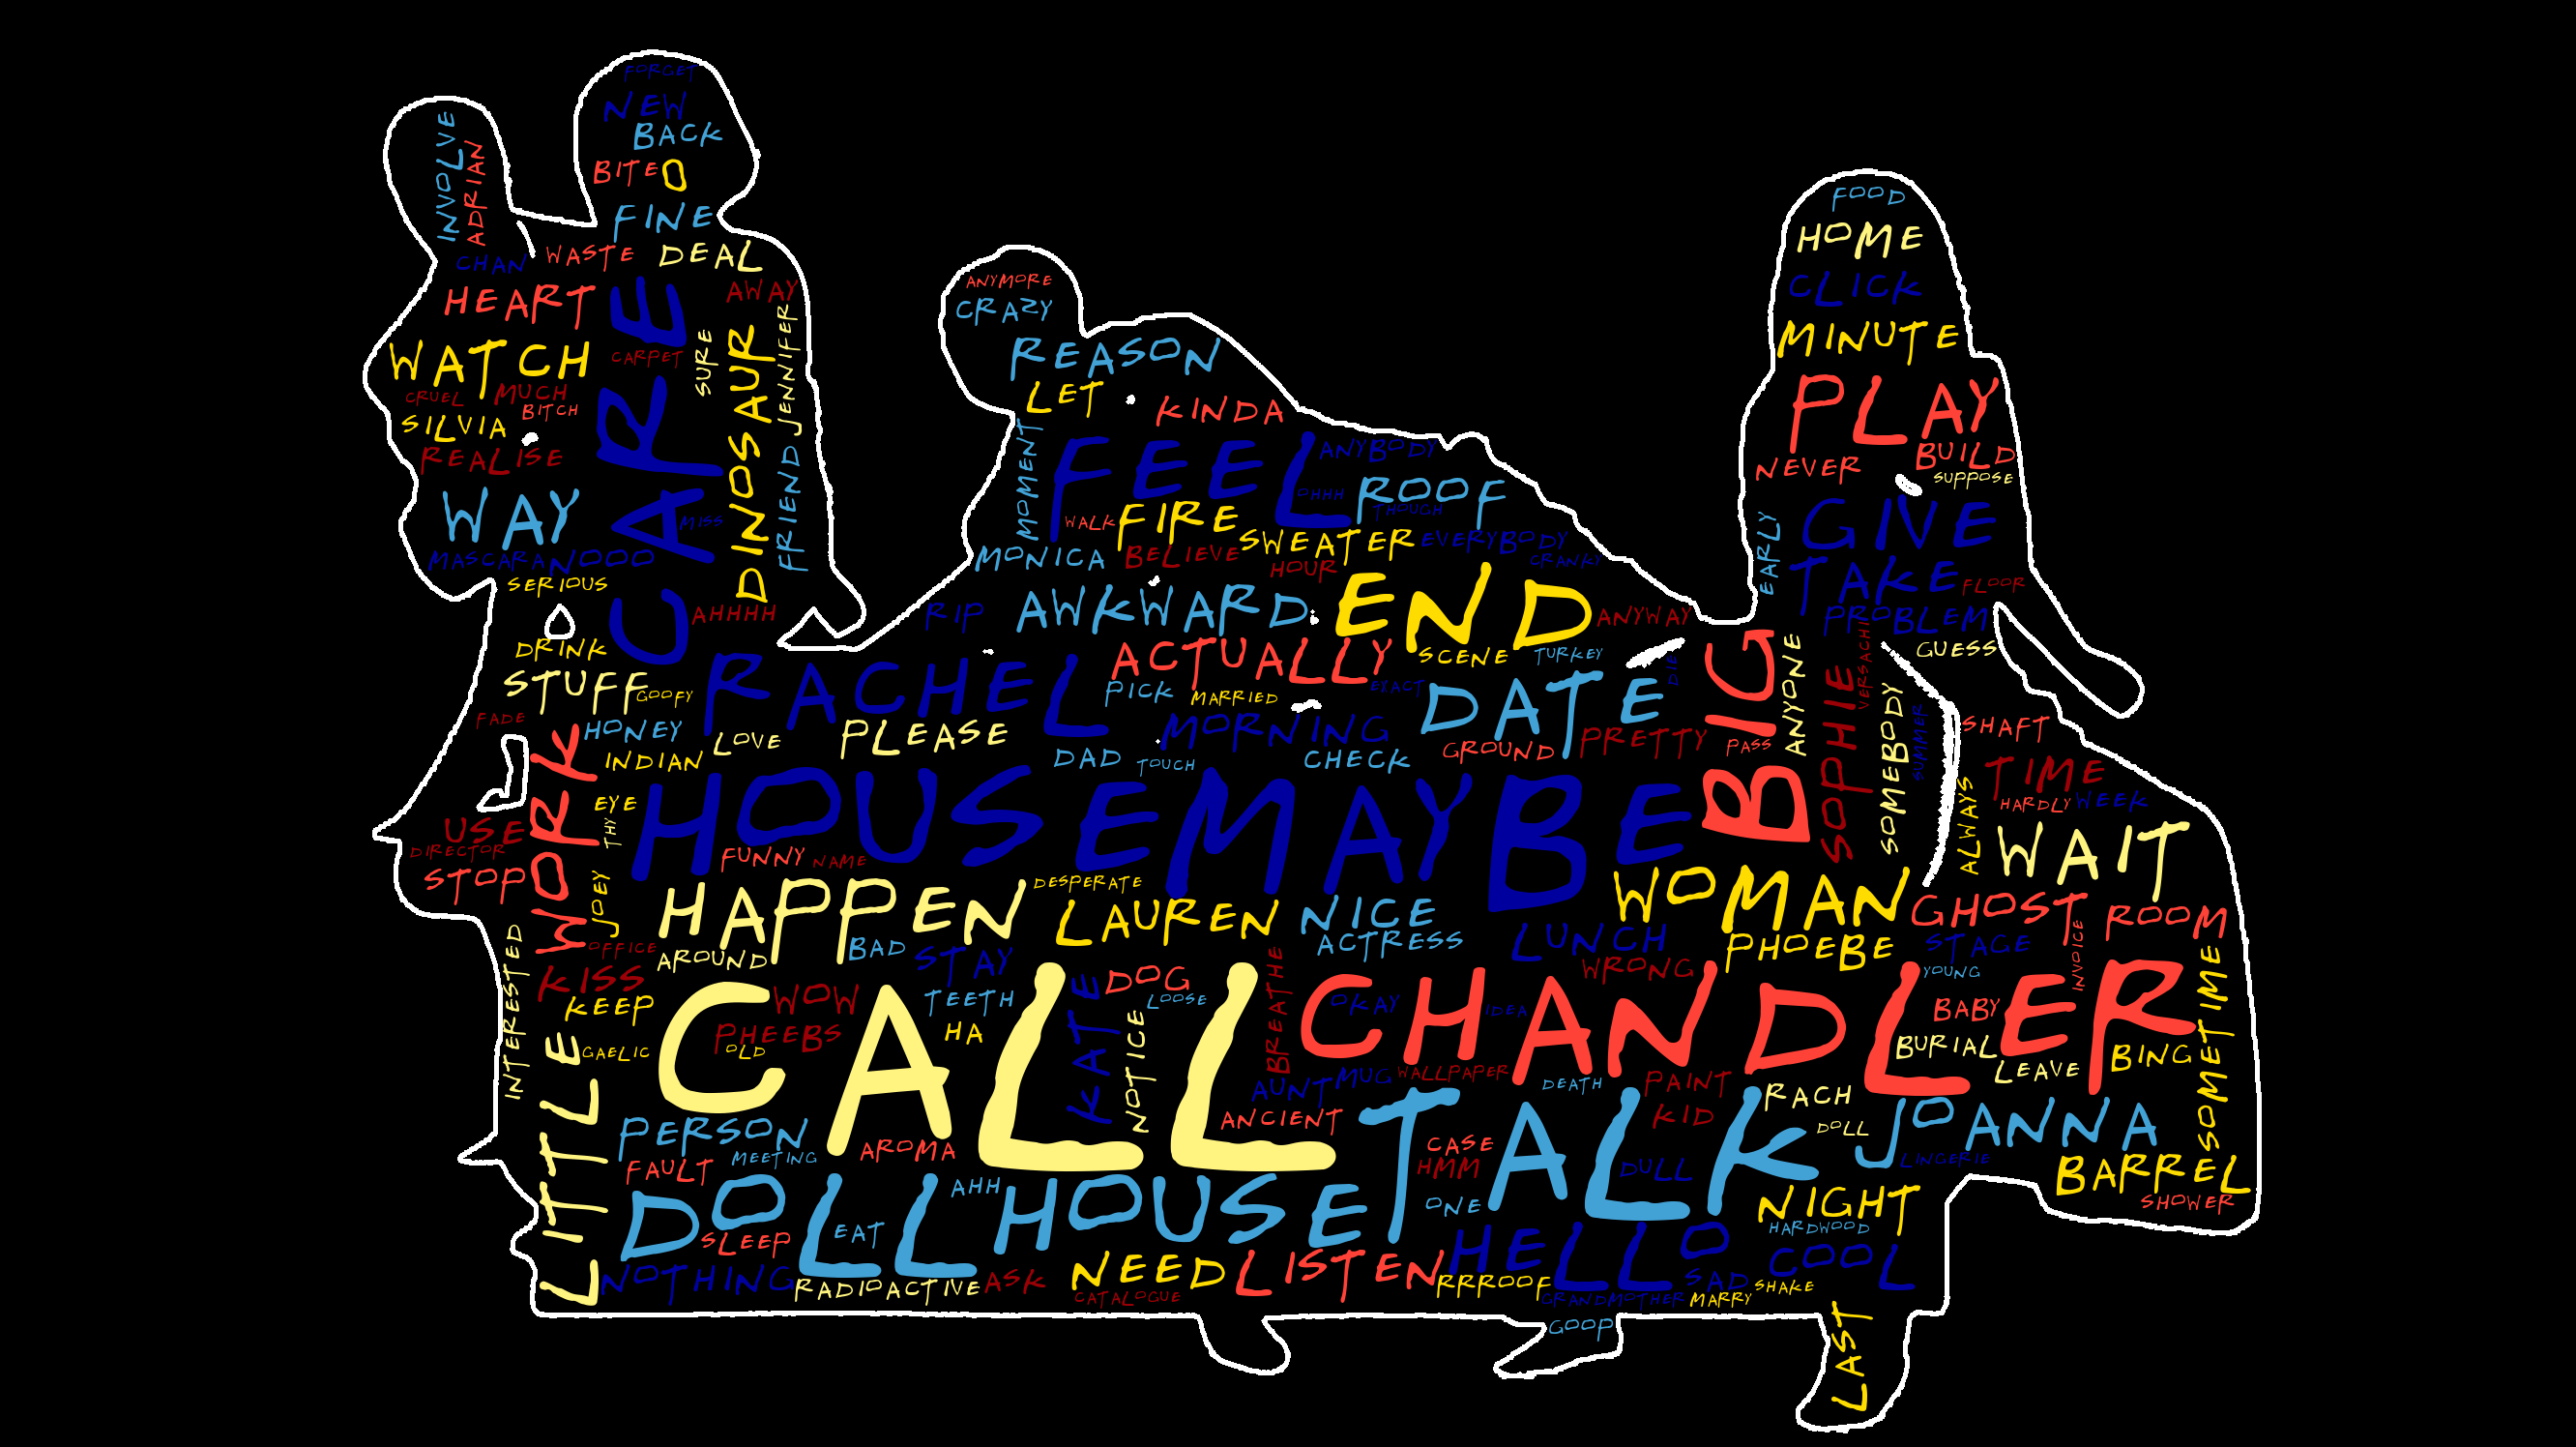 FORGET
NEW
BACK
BITE O
FINE
INVOLVE
ADRIAN
CHAN
WASTE
DEAL
HEART
AWAY
CARE
WATCH
CARPET
SURE
DINOSAUR
JENNIFER
CRUEL
MUCH
BITCH
SILVIA
REALISE
WAY
MISS
FRIEND
MASCARA
NOOO
SERIOUS
AHHHH
DRINK
STUFF
GOOFY
FADE
ANYMORE
CRAZY
REASON
LET
KINDA
MOMENT
FEEL
ANYBODY
OHHH
ROOF
THOUGH
WALK
FIRE
SWEATER
EVERYBODY
CRANKY
MONICA
BELIEVE
HOUR
RIP
AWKWARD
END
ANYWAY
ACTUALLY
SCENE
TURKEY
DIE
FOOD
HOME
CLICK
MINUTE
PLAY
NEVER
BUILD
SUPPOSE
GIVE
EARLY
TAKE
FLOOR
PROBLEM
GUESS
RACHEL
PICK
MARRIED
EXACT
DATE
BIG
ANYONE
SOPHIE
VERSACHI
SOMEBODY
SUMMER
SHAFT
HONEY
LOVE
PLEASE
MORNING
GROUND
PRETTY
PASS
INDIAN
DAD
TOUCH
CHECK
TIME
HARDLY
WEEK
WORK
EYE
THY
HOUSE
MAYBE
ALWAYS
WAIT
USE
DIRECTOR
STOP
JOEY
FUNNY
NAME
HAPPEN
DESPERATE
LAUREN
NICE
ACTRESS
LUNCH
WOMAN
GHOST
ROOM
OFFICE
AROUND
BAD
STAY
WRONG
PHOEBE
STAGE
INVOICE
INTERESTED
KISS
KEEP
WOW
TEETH
DOG
LOOSE
BREATHE
CHANDLER
OKAY
IDEA
YOUNG
BABY
SOMETIME
PHEEBS
OLD
HA
KATE
NOTICE
CALL
GAELIC
LITTLE
AUNT
MUG
WALLPAPER
DEATH
PAINT
BURIAL
LEAVE
BING
ANCIENT
TALK
KID
RACH
DOLL
JOANNA
PERSON
MEETING
AROMA
FAULT
CASE
HMM
DULL
LINGERIE
BARREL
SHOWER
DOLLHOUSE
AHH
ONE
NIGHT
HARDWOOD
SLEEP
EAT
HELLO
COOL
NOTHING
RADIOACTIVE
ASK
NEED
LISTEN
CATALOGUE
RRROOF
SAD
SHAKE
GRANDMOTHER
MARRY
GOOP
LAST